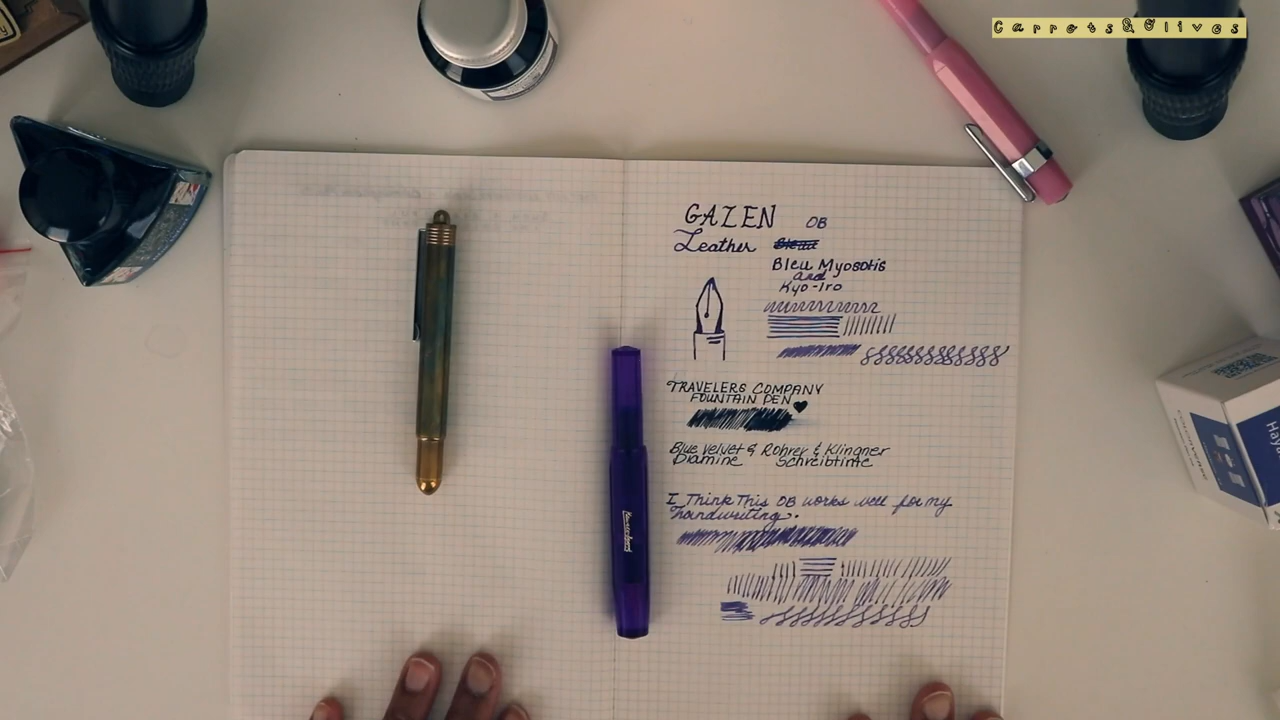 Carrots&Olives
GAZEN OB
Leather
Bleu Myosotis
and
Kyo-Iro
TRAVELERS COMPANY
FOUNTAIN PEN
Blue Velvet & Rohrer & Klingner
Diamine Schreibtinte
I Think This OB works well for my
handwriting.
Kaweco